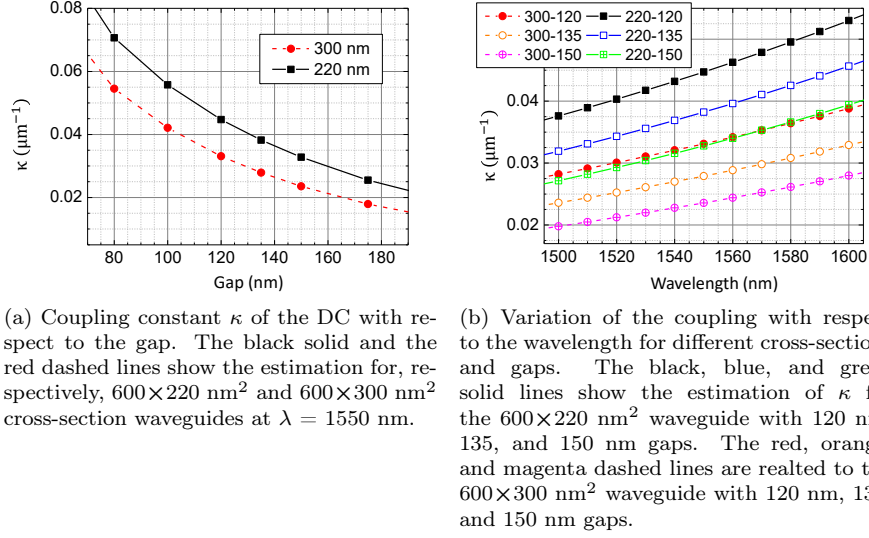 0.08
0.06
0.04
0.02
κ (μm⁻¹)
300 nm
220 nm
80 100 120 140 160 180
Gap (nm)
300-120 220-120
300-135 220-135
300-150 220-150
0.04
0.03
0.02
κ (μm⁻¹)
1500 1520 1540 1560 1580 1600
Wavelength (nm)
(a) Coupling constant κ of the DC with re-
spect to the gap. The black solid and the
red dashed lines show the estimation for, re-
spectively, 600×220 nm² and 600×300 nm²
cross-section waveguides at λ = 1550 nm.
(b) Variation of the coupling with respe
to the wavelength for different cross-section
and gaps. The black, blue, and gre
solid lines show the estimation of κ f
the 600×220 nm² waveguide with 120 n
135, and 150 nm gaps. The red, orang
and magenta dashed lines are realted to t
600×300 nm² waveguide with 120 nm, 13
and 150 nm gaps.